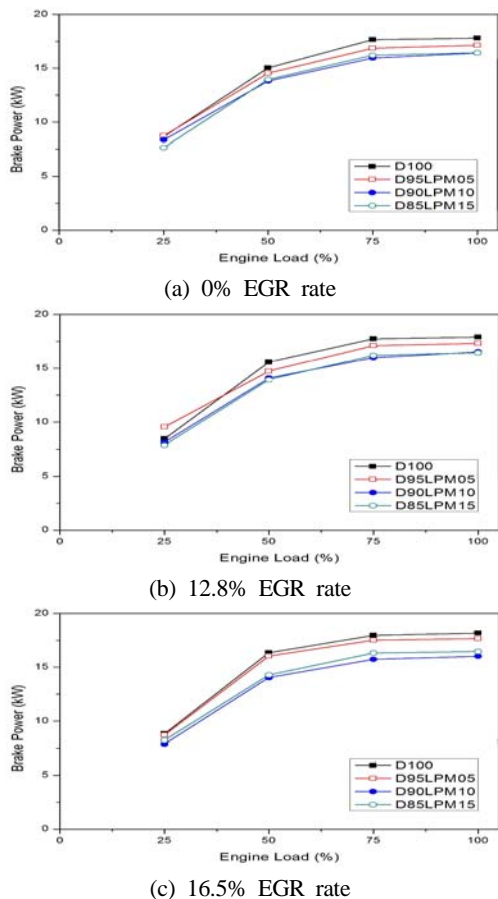 20
15
10
5
0
Brake Power (kW)
D100
D95LPM05
D90LPM10
D85LPM15
0 25 50 75 100
Engine Load (%)
(a) 0% EGR rate
20
15
10
5
0
Brake Power (kW)
D100
D95LPM05
D90LPM10
D85LPM15
0 25 50 75 100
Engine Load (%)
(b) 12.8% EGR rate
20
15
10
5
0
Brake Power (kW)
D100
D95LPM05
D90LPM10
D85LPM15
0 25 50 75 100
Engine Load (%)
(c) 16.5% EGR rate